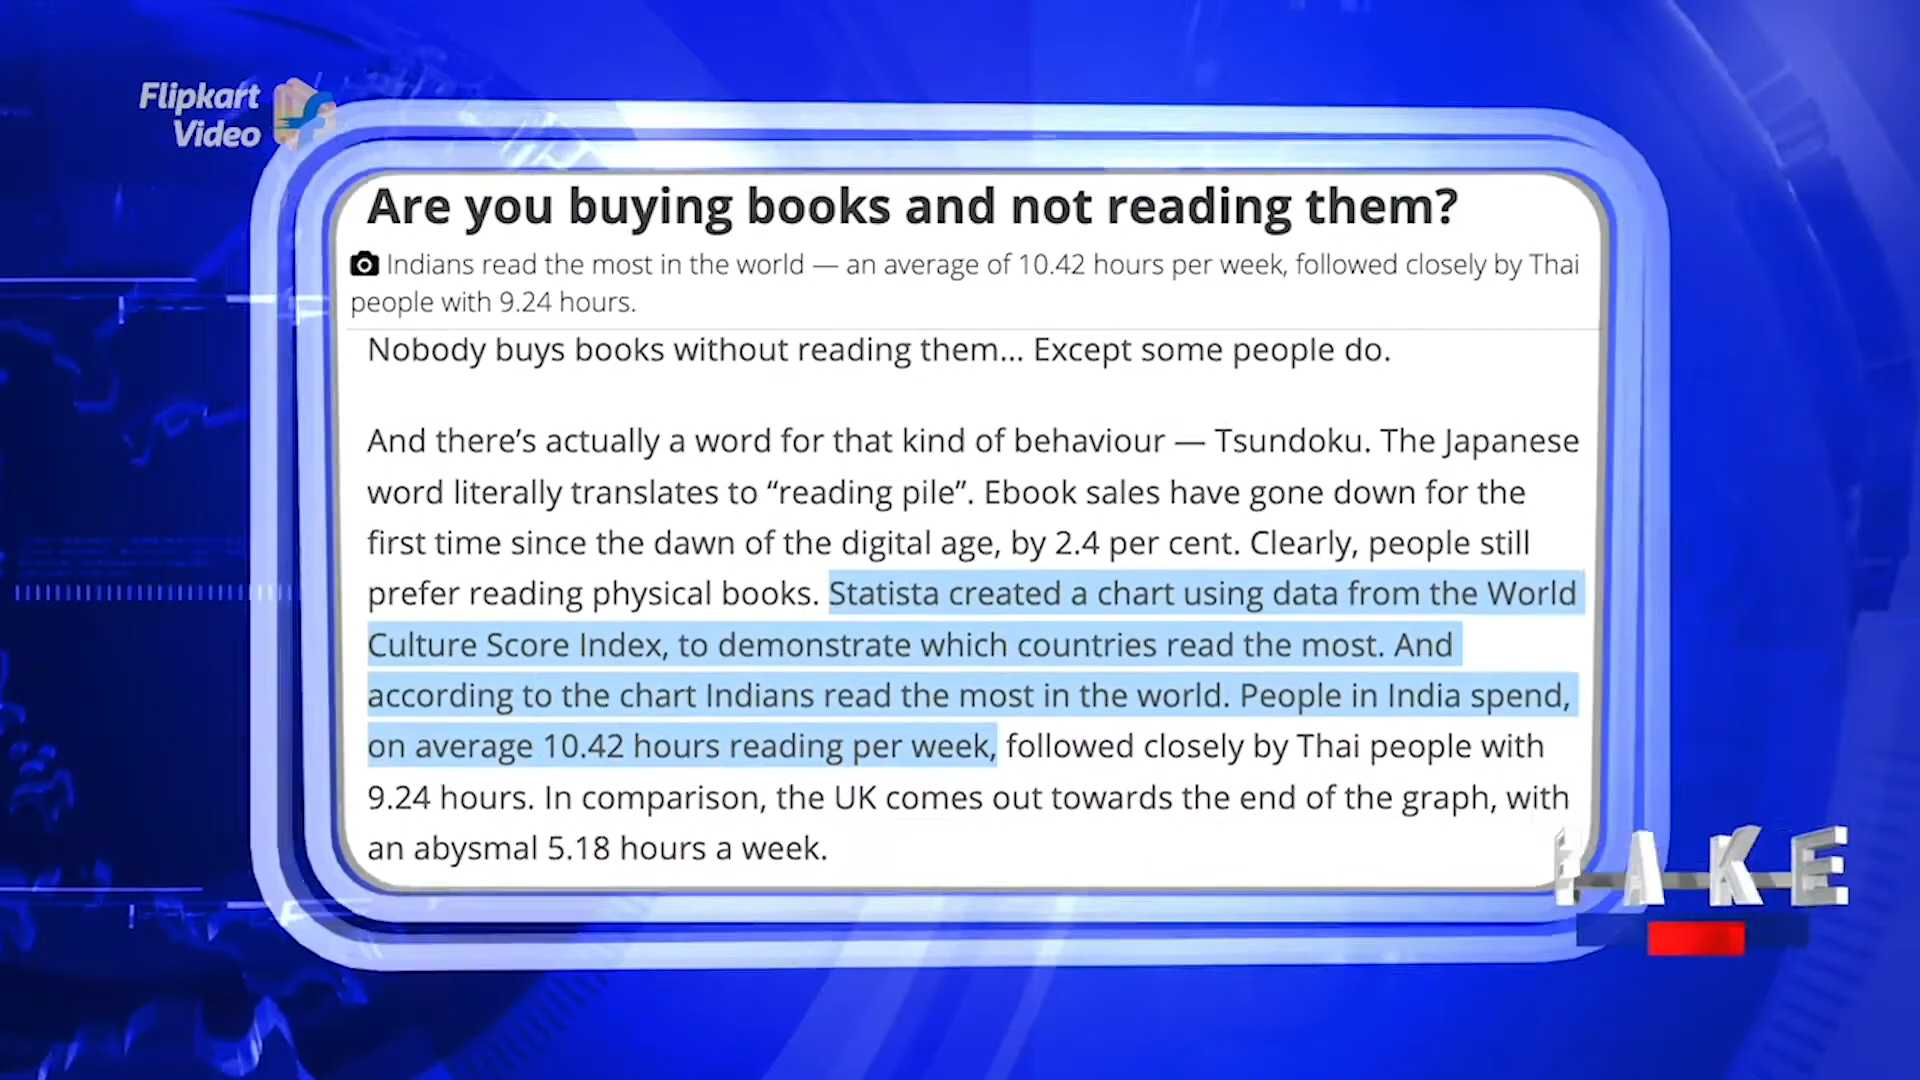 Flipkart
Video
Are you buying books and not reading them?
Indians read the most in the world — an average of 10.42 hours per week, followed closely by Thai
people with 9.24 hours.
Nobody buys books without reading them... Except some people do.
And there’s actually a word for that kind of behaviour — Tsundoku. The Japanese
word literally translates to “reading pile”. Ebook sales have gone down for the
first time since the dawn of the digital age, by 2.4 per cent. Clearly, people still
prefer reading physical books. Statista created a chart using data from the World
Culture Score Index, to demonstrate which countries read the most. And
according to the chart Indians read the most in the world. People in India spend,
on average 10.42 hours reading per week, followed closely by Thai people with
9.24 hours. In comparison, the UK comes out towards the end of the graph, with
an abysmal 5.18 hours a week.
FAKE